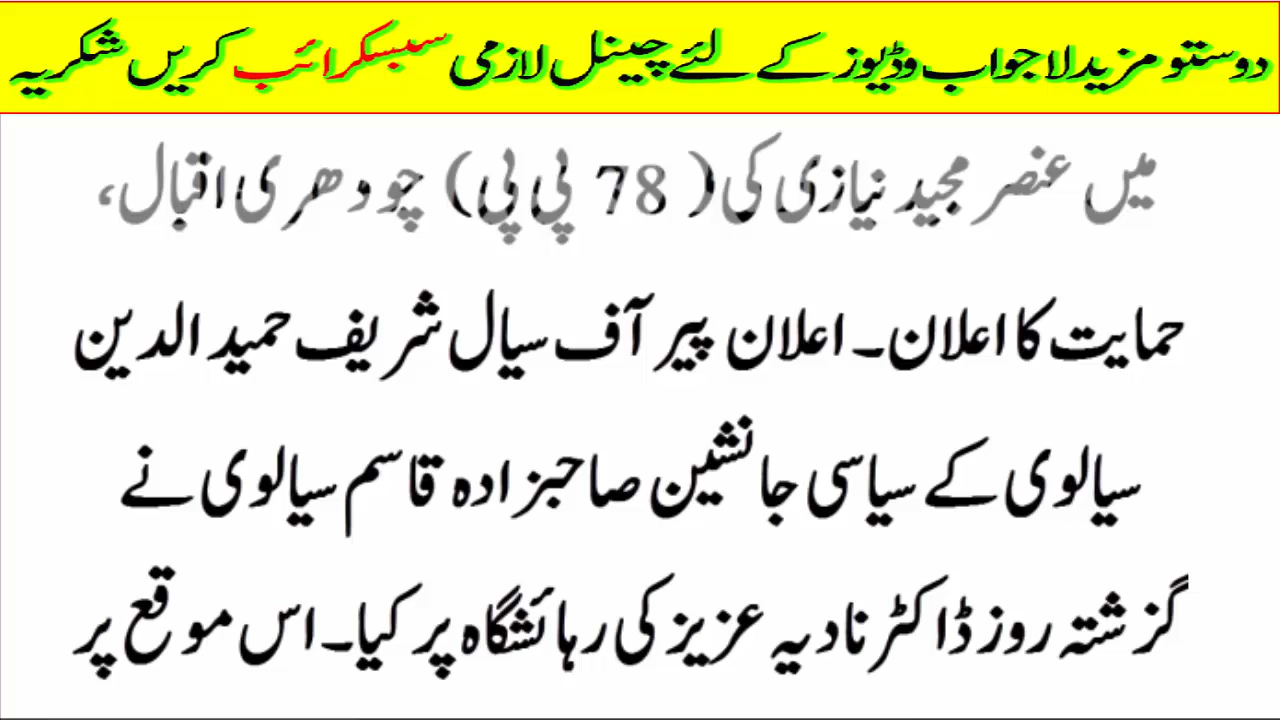 دوستو مزید لاجواب وڈیوز کے لئے چینل لازمی سبسکرائب کریں شکریہ
میں عنصر مجید نیازی کی( 78 پی پی) چودھری اقبال،
حمایت کا اعلان۔ اعلان پیر آف سیال شریف حمید الدین
سیالوی کے سیاسی جانشین صاحبزادہ قاسم سیالوی نے
گزشتہ روز ڈاکٹر نادیہ عزیز کی رہائشگاہ پر کیا۔ اس موقع پر